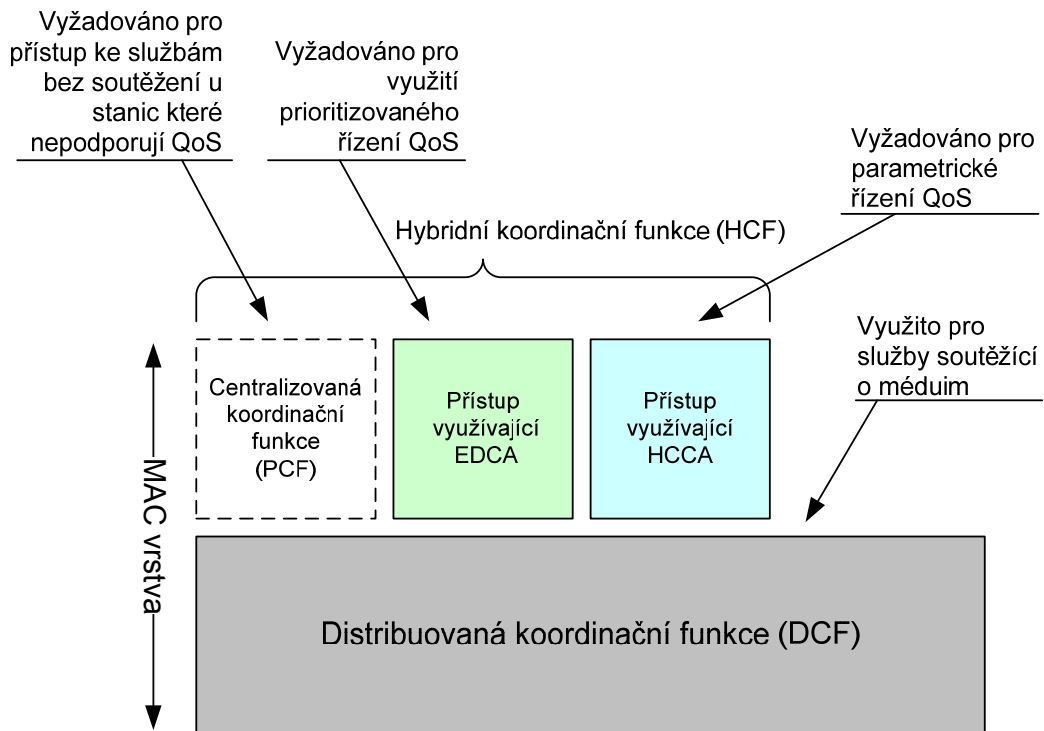 Vyžadováno pro
přístup ke službám
bez soutěžení u
stanic které
nepodporují QoS
Vyžadováno pro
využití
prioritizovaného
řízení QoS
Vyžadováno pro
parametrické
řízení QoS
Hybridní koordinační funkce (HCF)
Využito pro
služby soutěžící
o méduim
Centralizovaná
koordinační
funkce
(PCF)
Přístup
využívající
EDCA
Přístup
využívající
HCCA
MAC vrstva
Distribuovaná koordinační funkce (DCF)